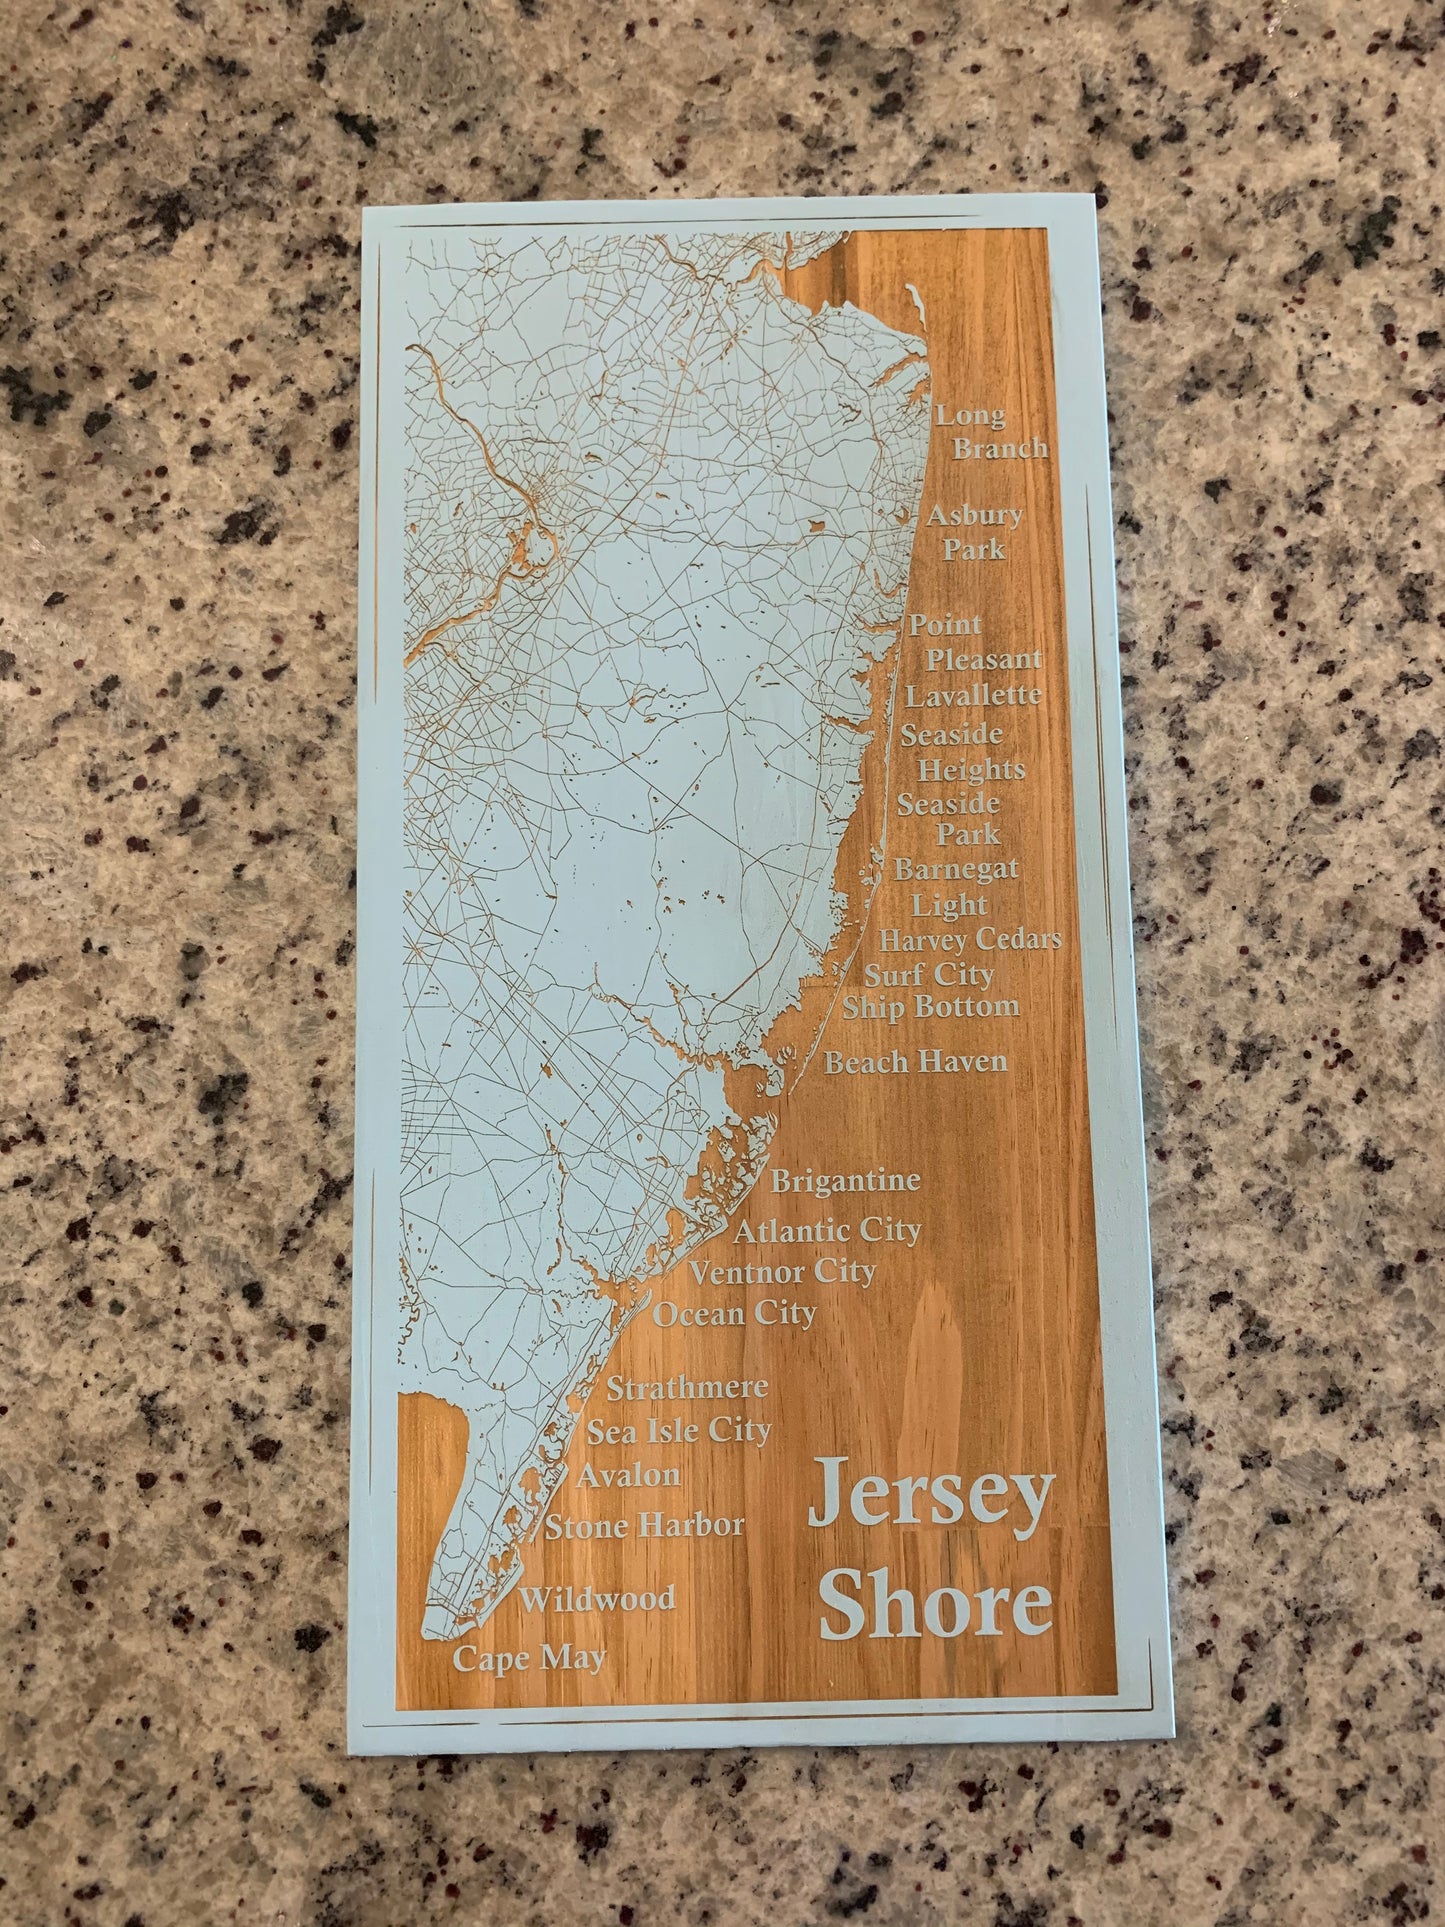 Long
Branch
Asbury
Park
Point
Pleasant
Lavallette
Seaside
Heights
Seaside
Park
Barnegat
Light
Harvey Cedars
Surf City
Ship Bottom
Beach Haven
Brigantine
Atlantic City
Ventnor City
Ocean City
Strathmere
Sea Isle City
Avalon
Stone Harbor
Wildwood
Cape May
Jersey
Shore